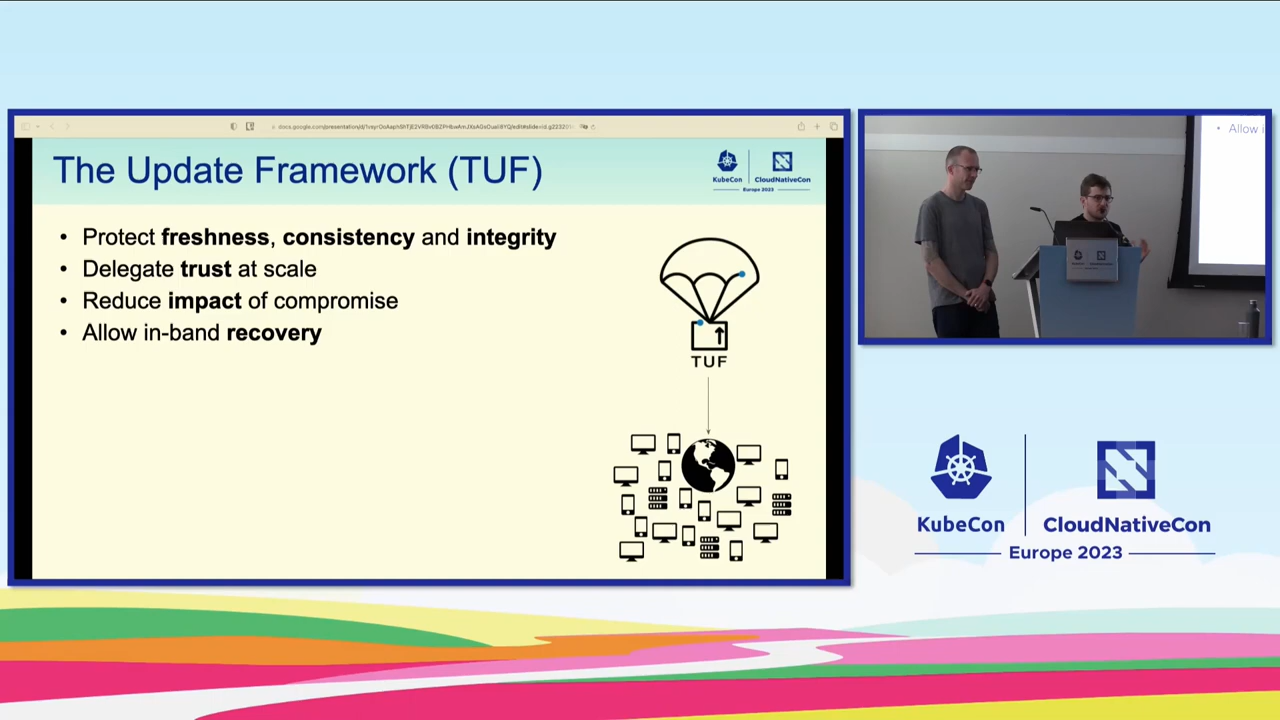 The Update Framework (TUF)
KubeCon
CloudNativeCon
Europe 2023
• Protect freshness, consistency and integrity
• Delegate trust at scale
• Reduce impact of compromise
• Allow in-band recovery
TUF
• Allow
KubeCon
CloudNativeCon
Europe 2023